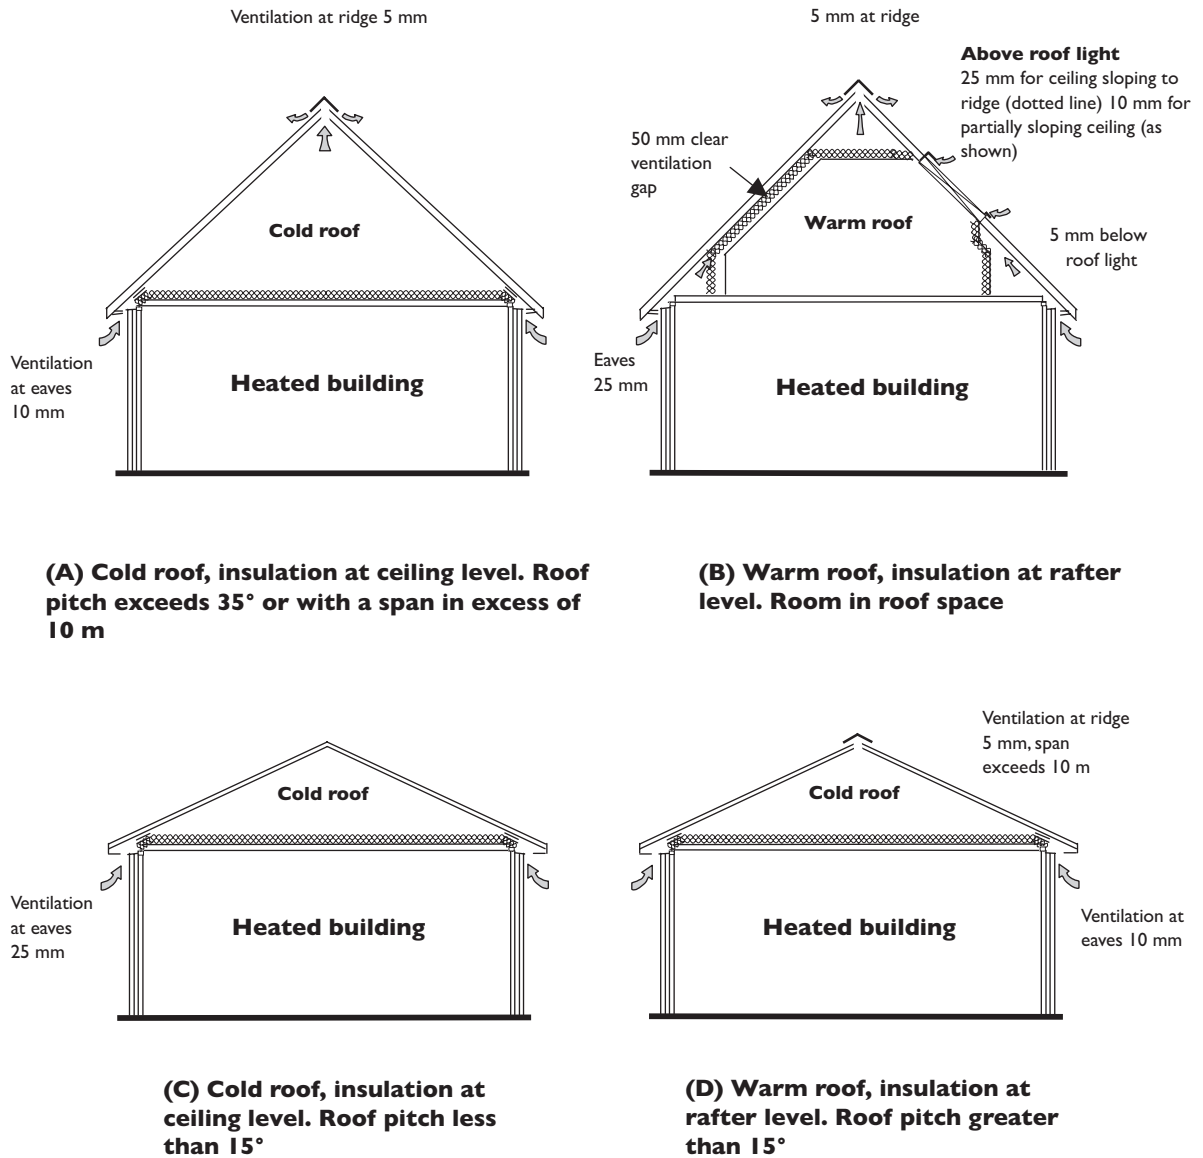 Ventilation at ridge 5 mm
Cold roof
Ventilation
at eaves
10 mm
Heated building
(A) Cold roof, insulation at ceiling level. Roof
pitch exceeds 35° or with a span in excess of
10 m
5 mm at ridge
Above roof light
25 mm for ceiling sloping to
ridge (dotted line) 10 mm for
partially sloping ceiling (as
shown)
50 mm clear
ventilation
gap
Warm roof
5 mm below
roof light
Eaves
25 mm
Heated building
(B) Warm roof, insulation at rafter
level. Room in roof space
Cold roof
Ventilation
at eaves
25 mm
Heated building
(C) Cold roof, insulation at
ceiling level. Roof pitch less
than 15°
Ventilation at ridge
5 mm, span
exceeds 10 m
Cold roof
Heated building
Ventilation at
eaves 10 mm
(D) Warm roof, insulation at
rafter level. Roof pitch greater
than 15°